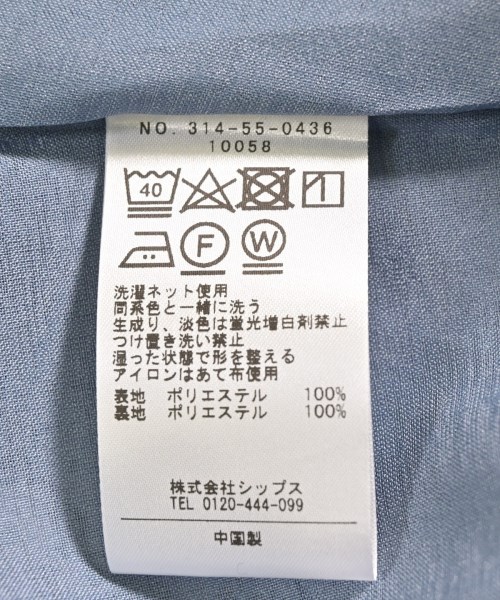 NO. 314-55-0436
10058
40
F W
洗濯ネット使用
同系色と一緒に洗う
生成り、淡色は蛍光増白剤禁止
つけ置き洗い禁止
湿った状態で形を整える
アイロンはあて布使用
表地 ポリエステル 100%
裏地 ポリエステル 100%
株式会社シップス
TEL 0120-444-099
中国製